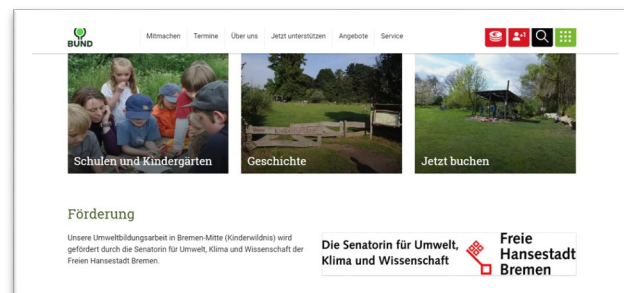 BUND
Mitmachen Termine Über uns Jetzt unterstützen Angebote Service
+1
Schulen und Kindergärten
Geschichte
Jetzt buchen
Förderung
Unsere Umweltbildungsarbeit in Bremen-Mitte (Kinderwildnis) wird
gefördert durch die Senatorin für Umwelt, Klima und Wissenschaft der
Freien Hansestadt Bremen.
Die Senatorin für Umwelt,
Klima und Wissenschaft
Freie
Hansestadt
Bremen